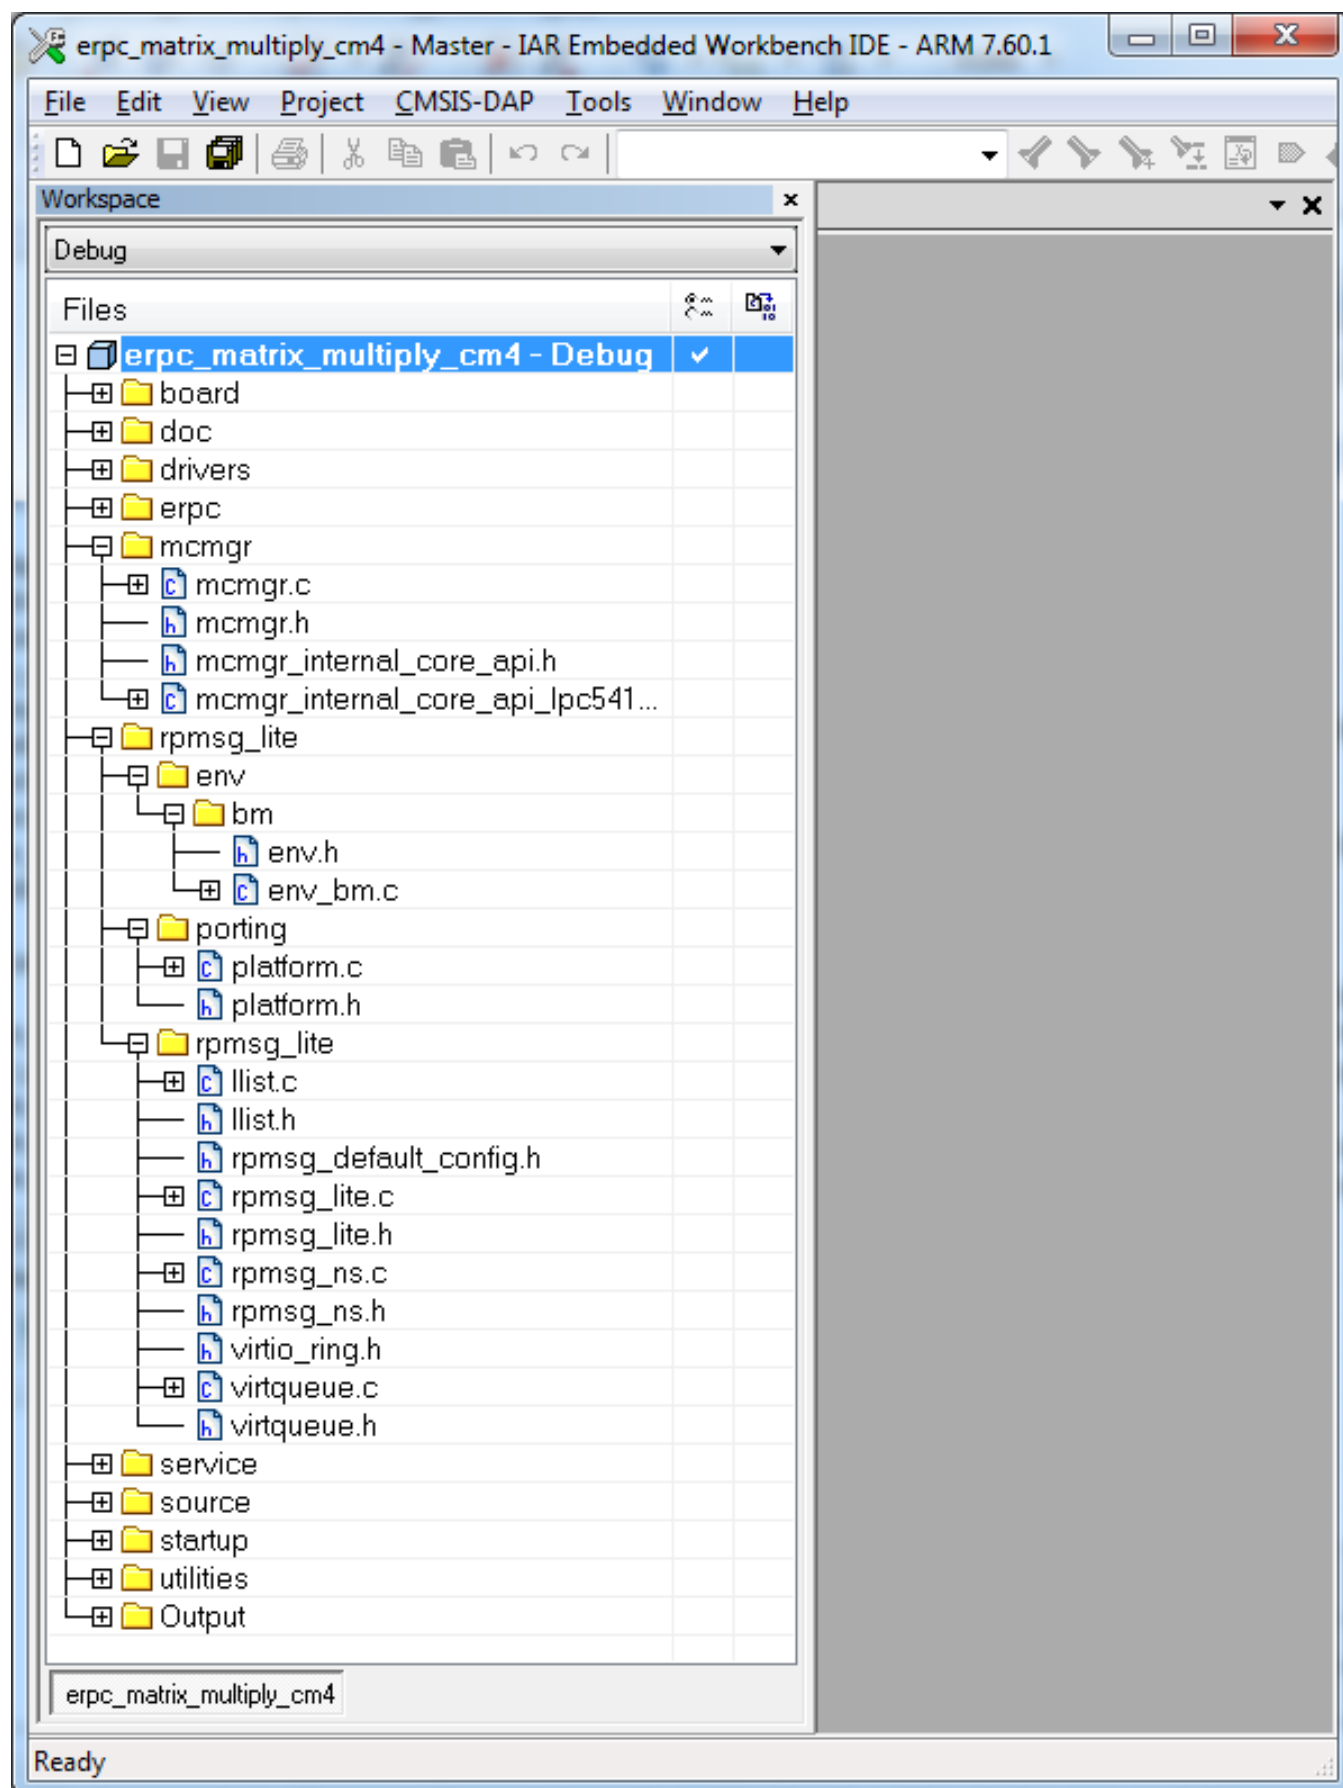 erpc_matrix_multiply_cm4 - Master - IAR Embedded Workbench IDE - ARM 7.60.1
File Edit View Project CMSIS-DAP Tools Window Help
Workspace
Debug
Files
erpc_matrix_multiply_cm4 - Debug
board
doc
drivers
erpc
mcmgr
mcmgr.c
mcmgr.h
mcmgr_internal_core_api.h
mcmgr_internal_core_api_lpc541...
rpmsg_lite
env
bm
env.h
env_bm.c
porting
platform.c
platform.h
rpmsg_lite
llist.c
llist.h
rpmsg_default_config.h
rpmsg_lite.c
rpmsg_lite.h
rpmsg_ns.c
rpmsg_ns.h
virtio_ring.h
virtqueue.c
virtqueue.h
service
source
startup
utilities
Output
erpc_matrix_multiply_cm4
Ready